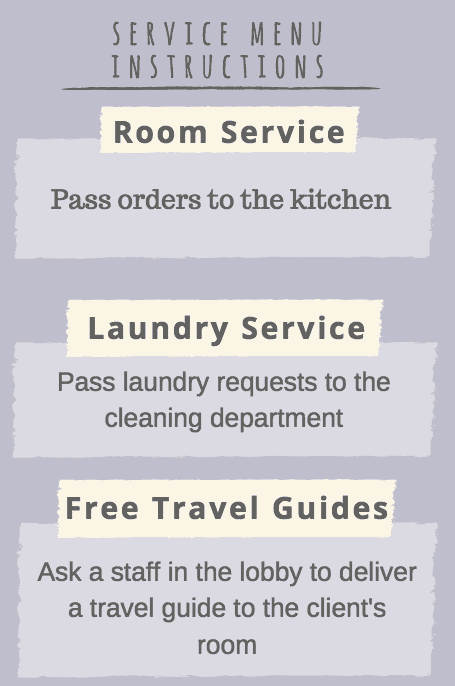 SERVICE MENU
INSTRUCTIONS
Room Service
Pass orders to the kitchen
Laundry Service
Pass laundry requests to the
cleaning department
Free Travel Guides
Ask a staff in the lobby to deliver
a travel guide to the client's
room